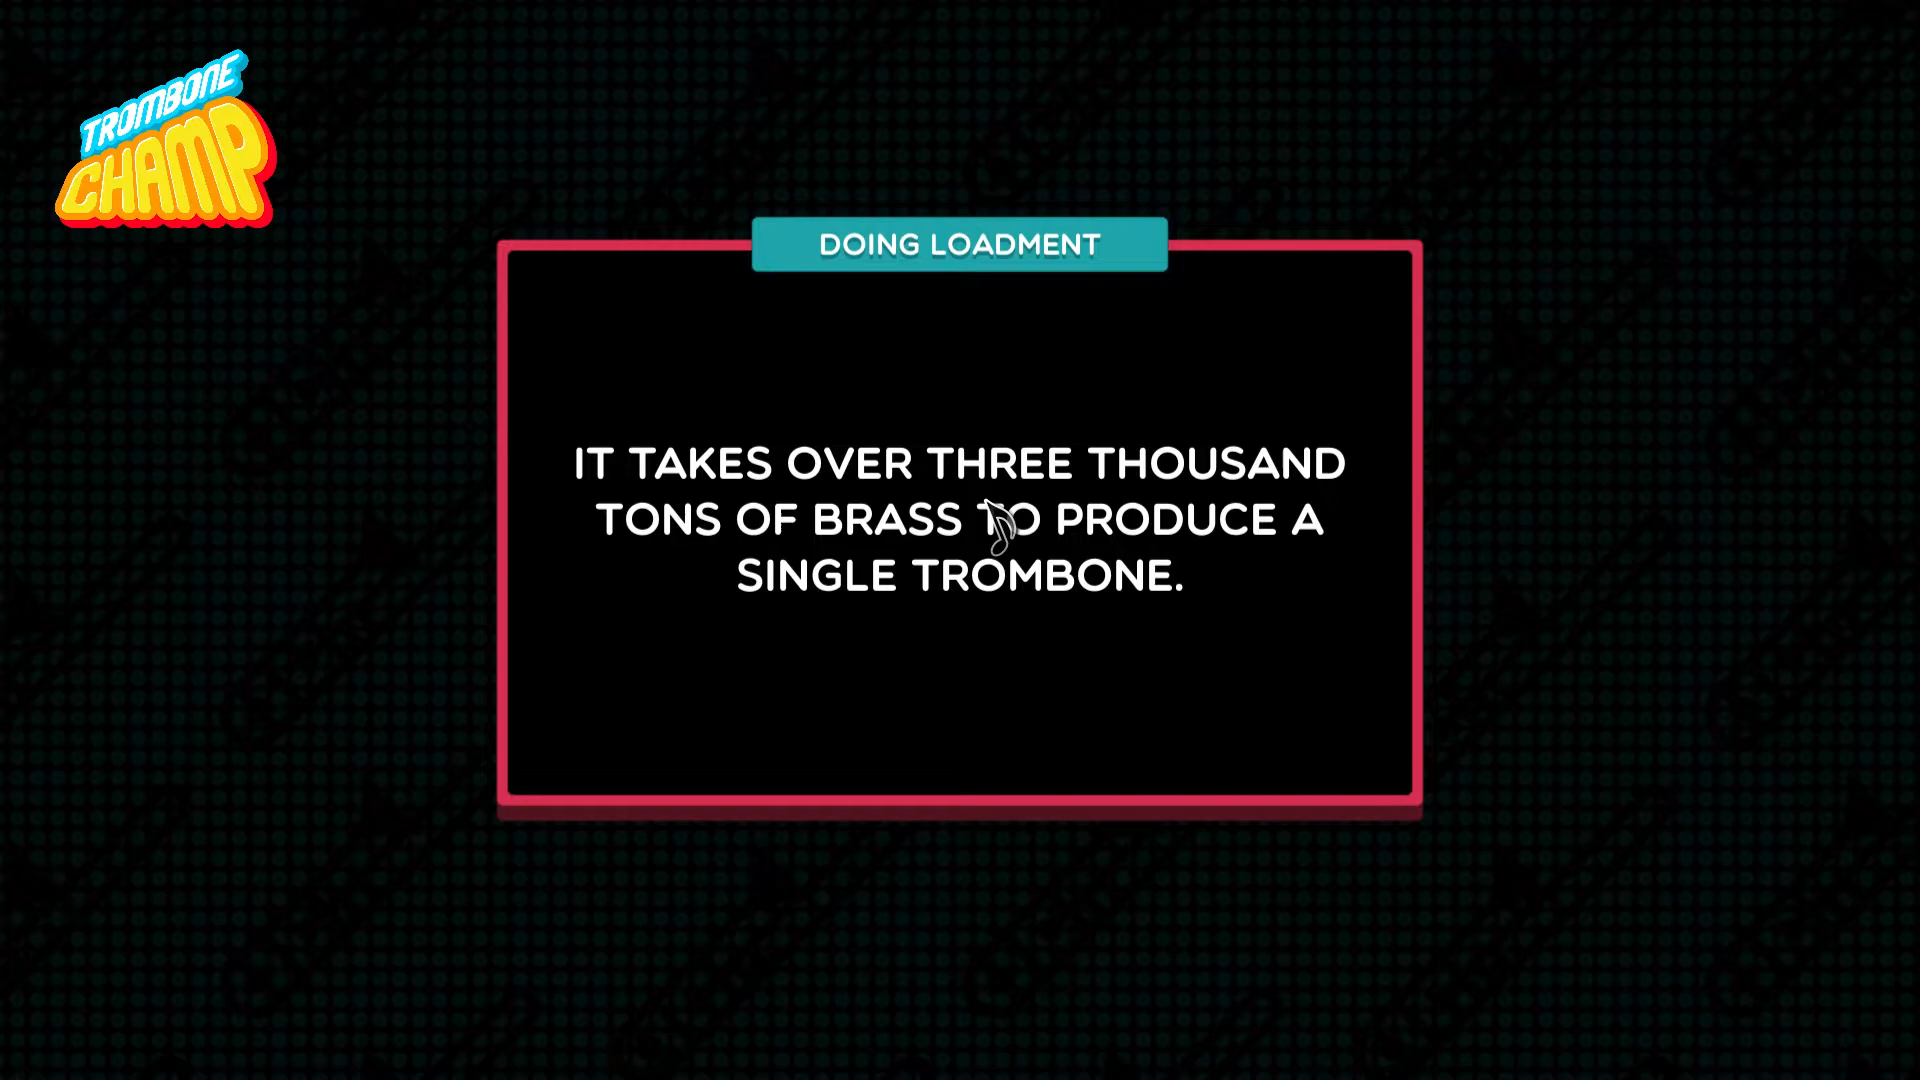 TROMBONE
CHAMP
DOING LOADMENT
IT TAKES OVER THREE THOUSAND
TONS OF BRASS TO PRODUCE A
SINGLE TROMBONE.